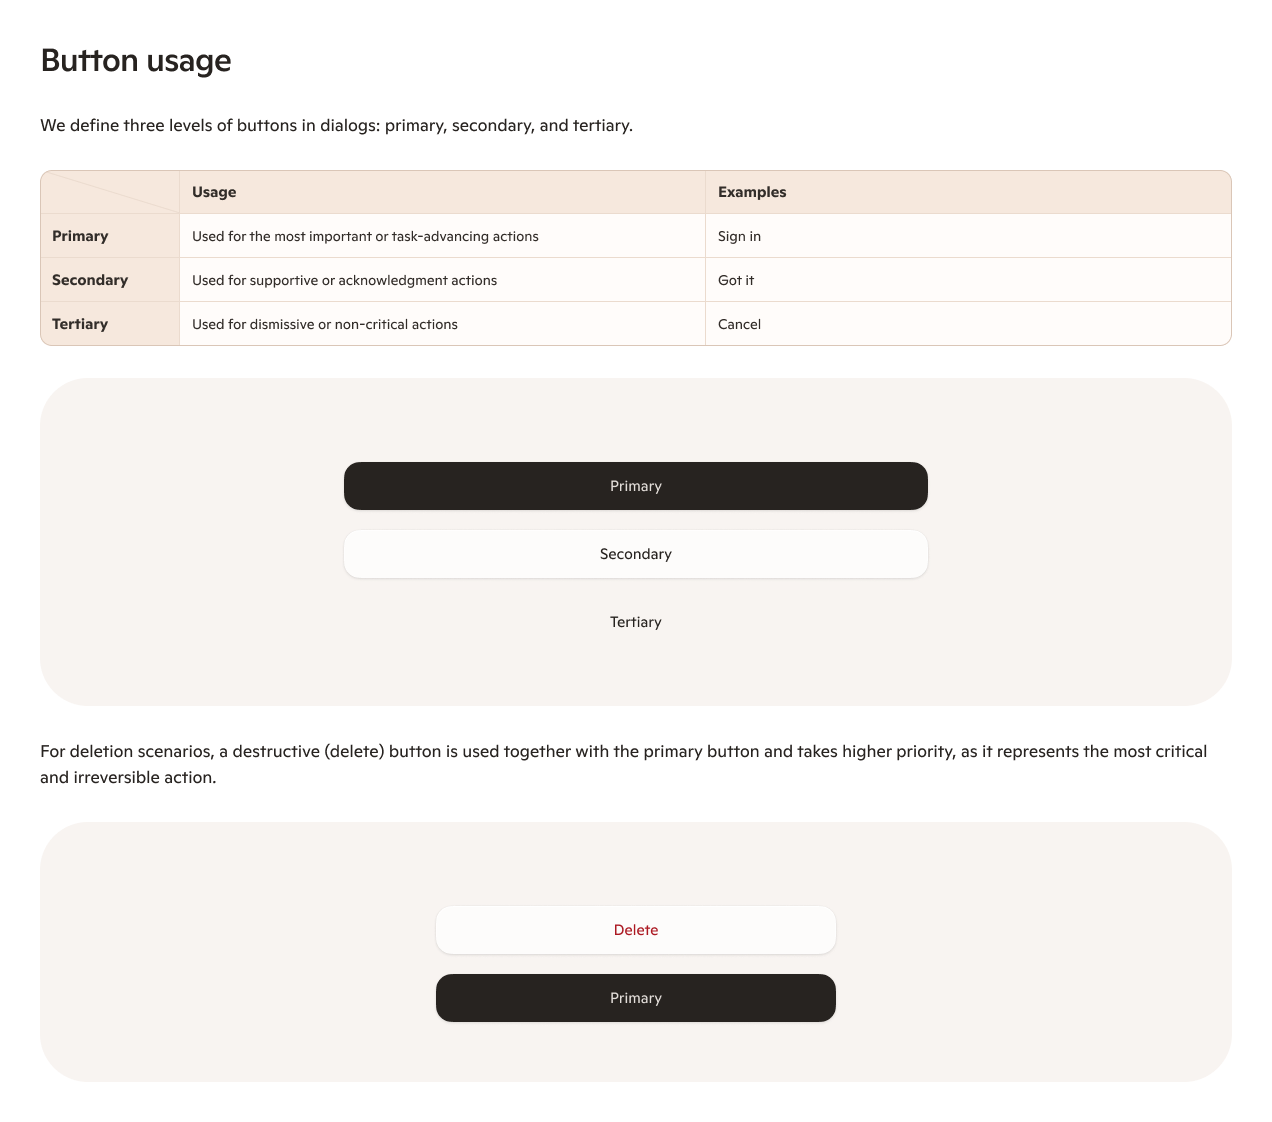 Button usage
We define three levels of buttons in dialogs: primary, secondary, and tertiary.
Usage Examples
Primary Used for the most important or task-advancing actions Sign in
Secondary Used for supportive or acknowledgment actions Got it
Tertiary Used for dismissive or non-critical actions Cancel
Primary
Secondary
Tertiary
For deletion scenarios, a destructive (delete) button is used together with the primary button and takes higher priority, as it represents the most critical
and irreversible action.
Delete
Primary